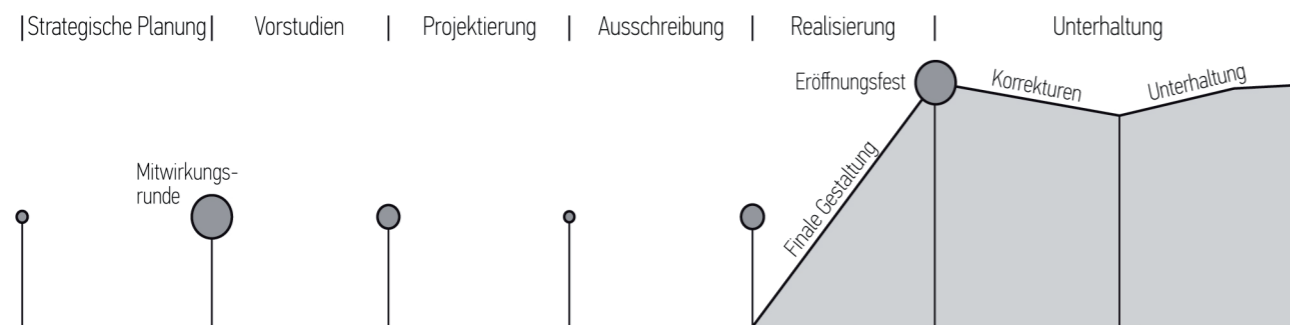 |Strategische Planung| Vorstudien | Projektierung | Ausschreibung | Realisierung | Unterhaltung
Eröffnungsfest
Korrekturen
Unterhaltung
Mitwirkungs-
runde
Finale Gestaltung